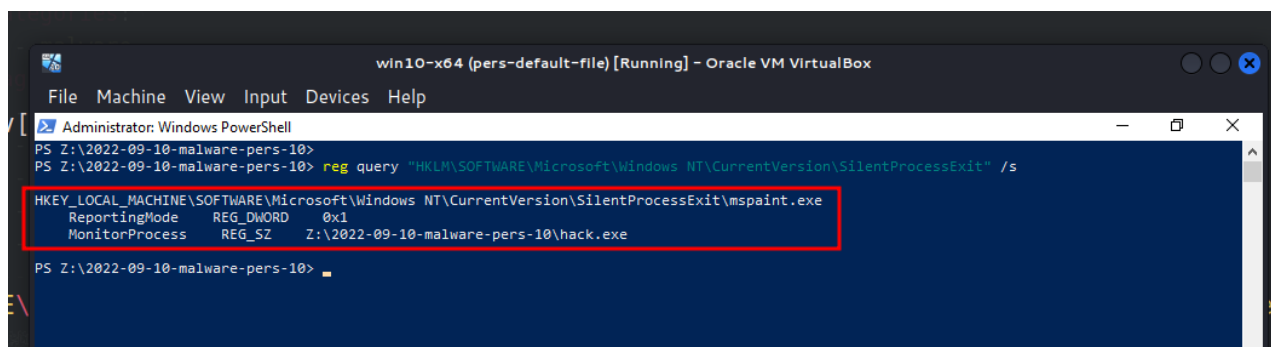 win10-x64 (pers-default-file) [Running] - Oracle VM VirtualBox
File Machine View Input Devices Help
Administrator: Windows PowerShell
PS Z:\2022-09-10-malware-pers-10>
PS Z:\2022-09-10-malware-pers-10> reg query "HKLM\SOFTWARE\Microsoft\Windows NT\CurrentVersion\SilentProcessExit" /s
HKEY_LOCAL_MACHINE\SOFTWARE\Microsoft\Windows NT\CurrentVersion\SilentProcessExit\mspaint.exe
ReportingMode REG_DWORD 0x1
MonitorProcess REG_SZ Z:\2022-09-10-malware-pers-10\hack.exe
PS Z:\2022-09-10-malware-pers-10>